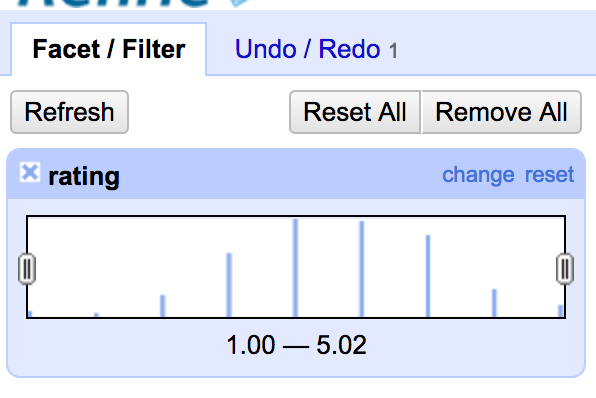 Facet / Filter Undo / Redo 1
Refresh Reset All Remove All
rating change reset
1.00 — 5.02